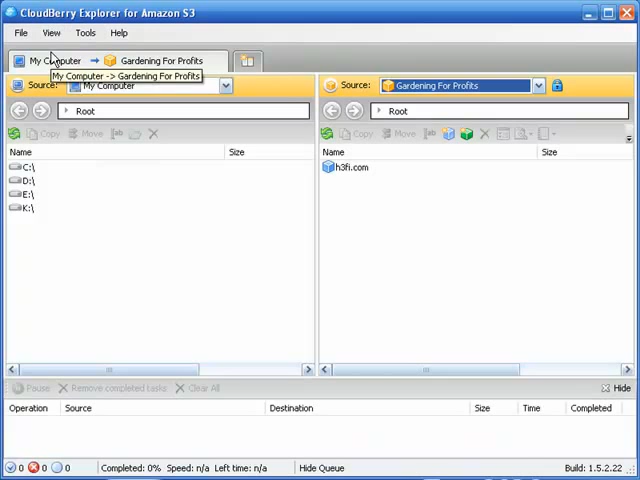 CloudBerry Explorer for Amazon S3
File View Tools Help
My Computer Gardening For Profits
My Computer -> Gardening For Profits
Source: My Computer
Source: Gardening For Profits
Root
Root
Copy Move
Copy Move
Name Size
Name Size
C:\
D:\
E:\
K:\
h3fi.com
Pause Remove completed tasks Clear All Hide
Operation Source Destination Size Time Completed
0 0 0 Completed: 0% Speed: n/a Left time: n/a Hide Queue Build: 1.5.2.22